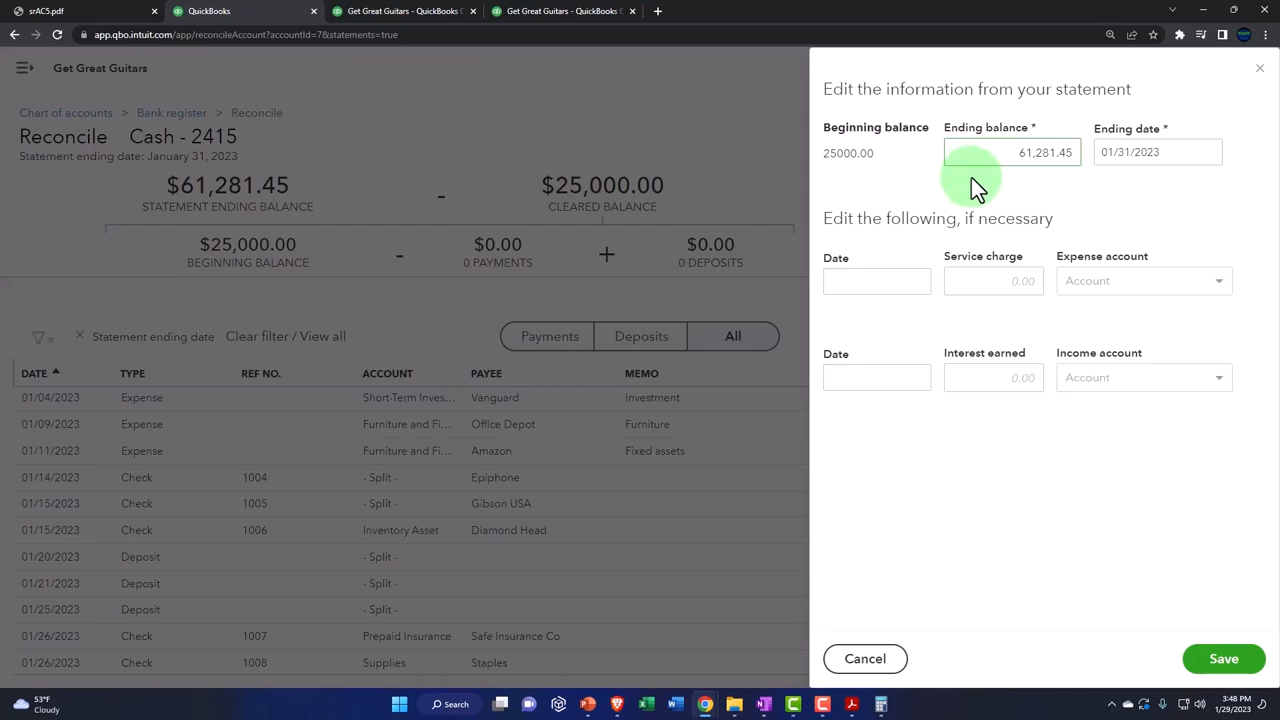 srACS.pdf
QuickBooks
Get Great Guitars - QuickBooks C
Get Great Guitars - QuickBooks C
app.qbo.intuit.com/app/reconcileAccount?accountId=7&statements=true
Get Great Guitars
Chart of accounts > Bank register > Reconcile
Reconcile Cash - 2415
Statement ending date: January 31, 2023
$61,281.45 - $25,000.00
STATEMENT ENDING BALANCE CLEARED BALANCE
$25,000.00 - $0.00 + $0.00
BEGINNING BALANCE 0 PAYMENTS 0 DEPOSITS
× Statement ending date Clear filter / View all Payments Deposits All
DATE TYPE REF NO. ACCOUNT PAYEE MEMO
01/04/2023 Expense Short-Term Inves... Vanguard Investment
01/09/2023 Expense Furniture and Fi... Office Depot Furniture
01/11/2023 Expense Furniture and Fi... Amazon Fixed assets
01/14/2023 Check 1004 - Split - Epiphone
01/15/2023 Check 1005 - Split - Gibson USA
01/15/2023 Check 1006 Inventory Asset Diamond Head
01/20/2023 Deposit - Split -
01/21/2023 Deposit - Split -
01/25/2023 Deposit - Split -
01/26/2023 Check 1007 Prepaid Insurance Safe Insurance Co
01/26/2023 Check 1008 Supplies Staples
Edit the information from your statement
Beginning balance Ending balance * Ending date *
25000.00 61,281.45 01/31/2023
Edit the following, if necessary
Date Service charge Expense account
0.00 Account
Date Interest earned Income account
0.00 Account
Cancel Save
53°F
Cloudy
Search
3:48 PM
1/29/2023